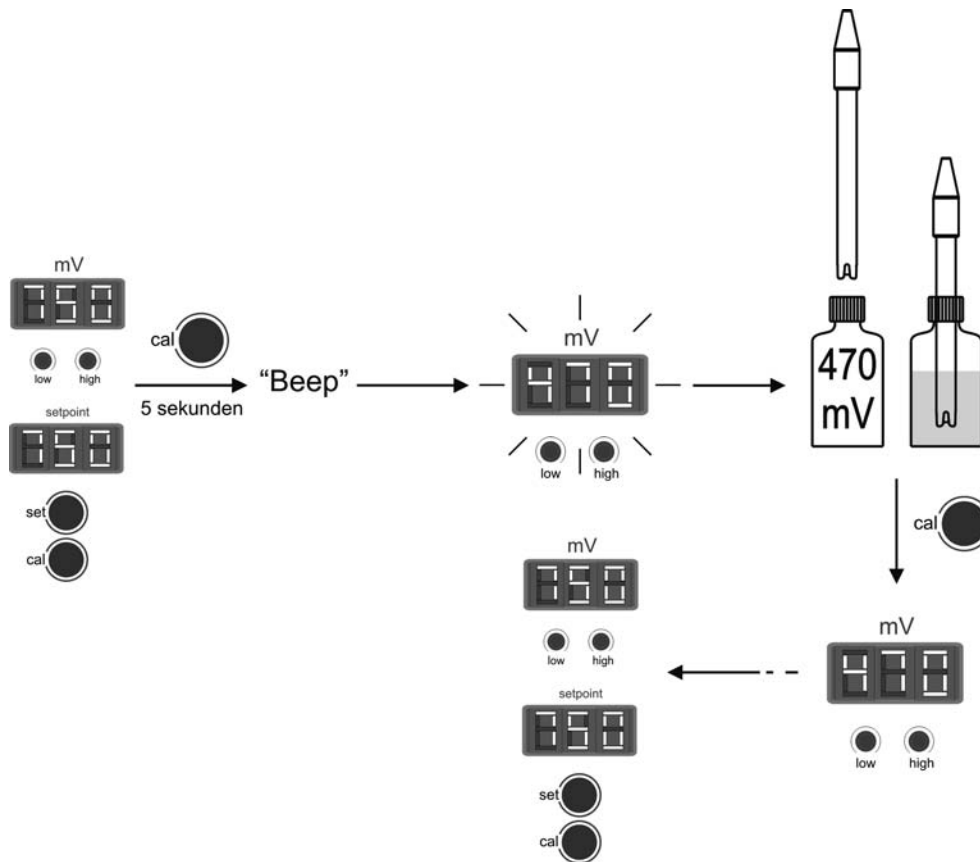 mV
low high
setpoint
set
cal
cal
5 sekunden
“Beep”
mV
low high
470
mV
cal
mV
low high
mV
low high
setpoint
set
cal